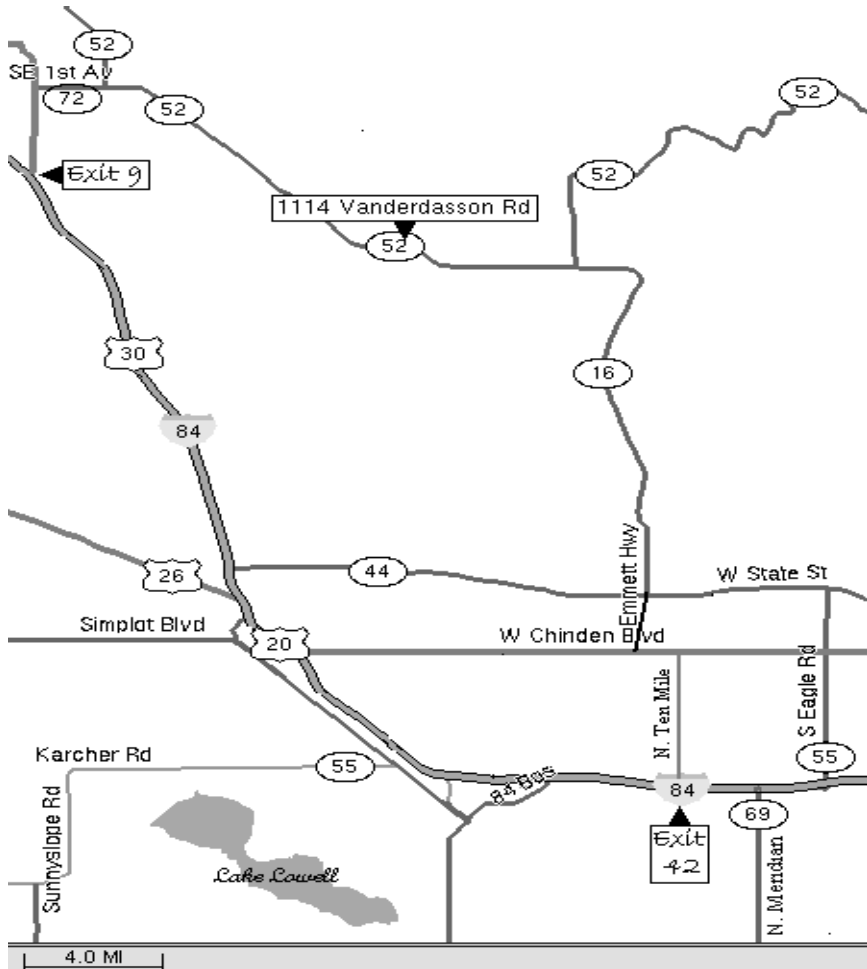 52
SE 1st Av
72
52
52
Exit 9
52
1114 Vanderdasson Rd
52
30
16
84
26
44
Emmett Hwy
W State St
Simplot Blvd
20
W Chinden Blvd
N. Ten Mile
S Eagle Rd
Karcher Rd
55
55
84 Bus
84
69
Sunnyslope Rd
Exit
42
Lake Lowell
N. Meridian
4.0 MI